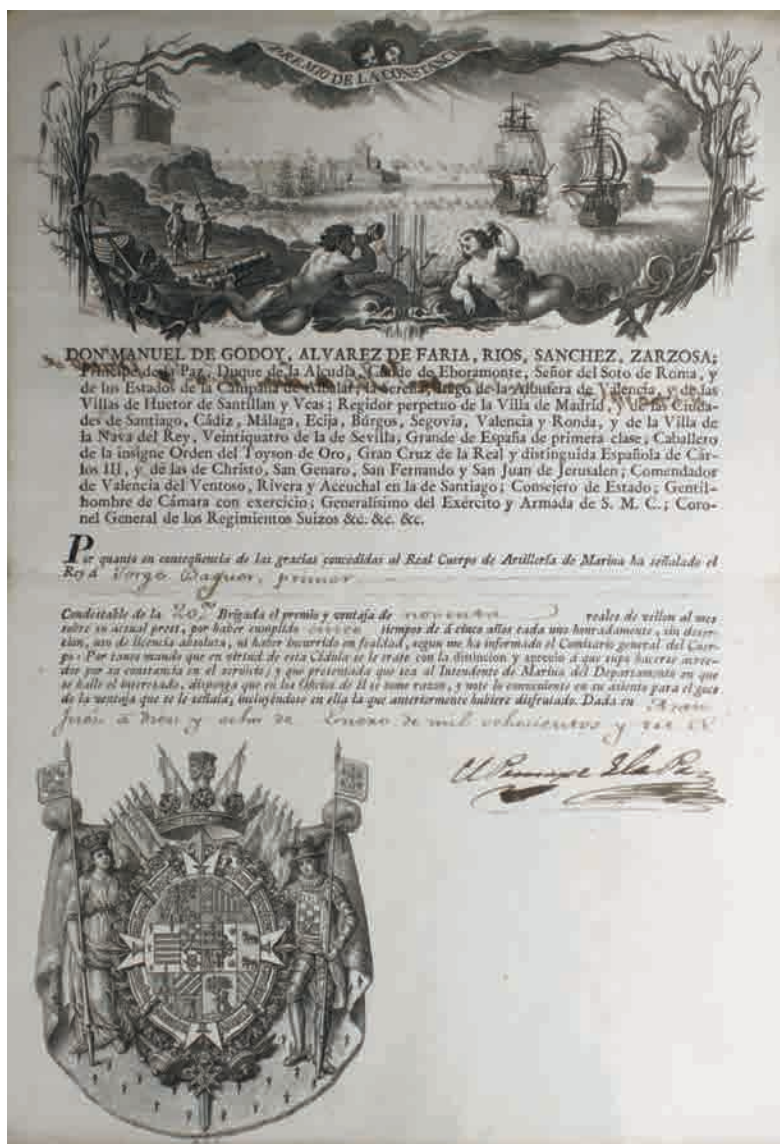 PREMIO DE LA CONSTANCIA
DON MANUEL DE GODOY, ALVAREZ DE FARIA, RIOS, SANCHEZ, ZARZOSA;
Príncipe de la Paz, Duque de la Alcudia, Conde de Eboramonte, Señor del Soto de Roma, y
de los Estados de la Campana de Albalat, la Serena, Lago de la Albufera de Valencia, y de las
Villas de Huetor de Santillan y Veas; Regidor perpetuo de la Villa de Madrid, y de las Ciuda-
des de Santiago, Cádiz, Málaga, Ecija, Búrgos, Segovia, Valencia y Ronda, y de la Villa de
la Nava del Rey, Veintiquatro de la de Sevilla, Grande de España de primera clase, Caballero
de la insigne Orden del Toyson de Oro, Gran Cruz de la Real y distinguida Española de Cár-
los III, y de las de Christo, San Genaro, San Fernando y San Juan de Jerusalen; Comendador
de Valencia del Ventoso, Rivera y Aceuchal en la de Santiago; Consejero de Estado; Gentil-
hombre de Cámara con exercicio; Generalísimo del Exército y Armada de S. M. C.; Coro-
nel General de los Regimientos Suizos &c. &c. &c.
Por quanto en conseqüencia de las gracias concedidas al Real Cuerpo de Artillería de Marina ha señalado el
Rey á Jorge primer
Condestable de la 20ª Brigada el premio y ventaja de noventa reales de vellon al mes
sobre su actual prest, por haber cumplido cinco tiempos de á cinco años cada uno honradamente, sin deser-
cion, uso de licencia absoluta, ni haber incurrido en fealdad, segun me ha informado el Comisario general del Cuer-
po: Por tanto mando que en virtud de esta Cédula se le trate con la distincion y aprecio á que supo hacerse acree-
dor por su constancia en el servicio; y que presentada que sea al Intendente de Marina del Departamento en que
se halle el interesado, disponga que en los Oficios de él se tome razon, y note lo conveniente en su asiento para el goce
de la ventaja que se le señala, incluyéndose en ella la que anteriormente hubiere disfrutado. Dada en Aran
juez á diez y ocho de Enero de mil ochocientos y
El Principe de la Paz